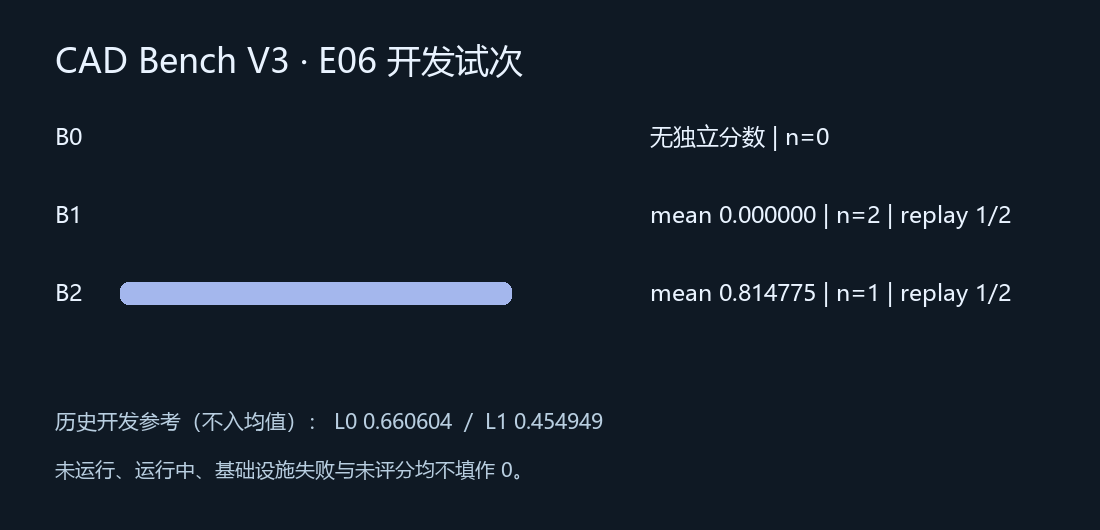 CAD Bench V3 · E06 开发试次
B0 无独立分数 | n=0
B1 mean 0.000000 | n=2 | replay 1/2
B2 mean 0.814775 | n=1 | replay 1/2
历史开发参考（不入均值）： L0 0.660604 / L1 0.454949
未运行、运行中、基础设施失败与未评分均不填作 0。